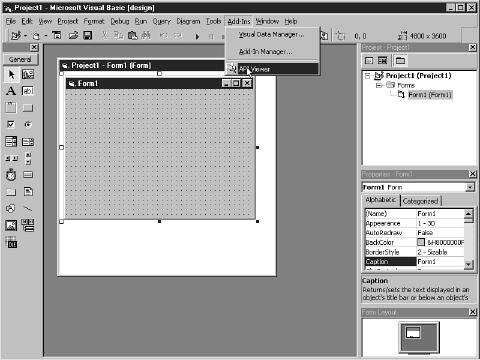 Project1 - Microsoft Visual Basic [design]
File Edit View Project Format Debug Run Query Diagram Tools Add-Ins Window Help
0, 0 4800 x 3600
Visual Data Manager...
Add-In Manager...
API Viewer
General
A
Project1 - Form1 (Form)
Form1
Project - Project1
Project1 (Project1)
Forms
Form1 (Form1)
Properties - Form1
Form1 Form
Alphabetic Categorized
(Name) Form1
Appearance 1 - 3D
AutoRedraw False
BackColor &H8000000F
BorderStyle 2 - Sizable
Caption Form1
Caption
Returns/sets the text displayed in an
object's title bar or below an object's
Form Layout